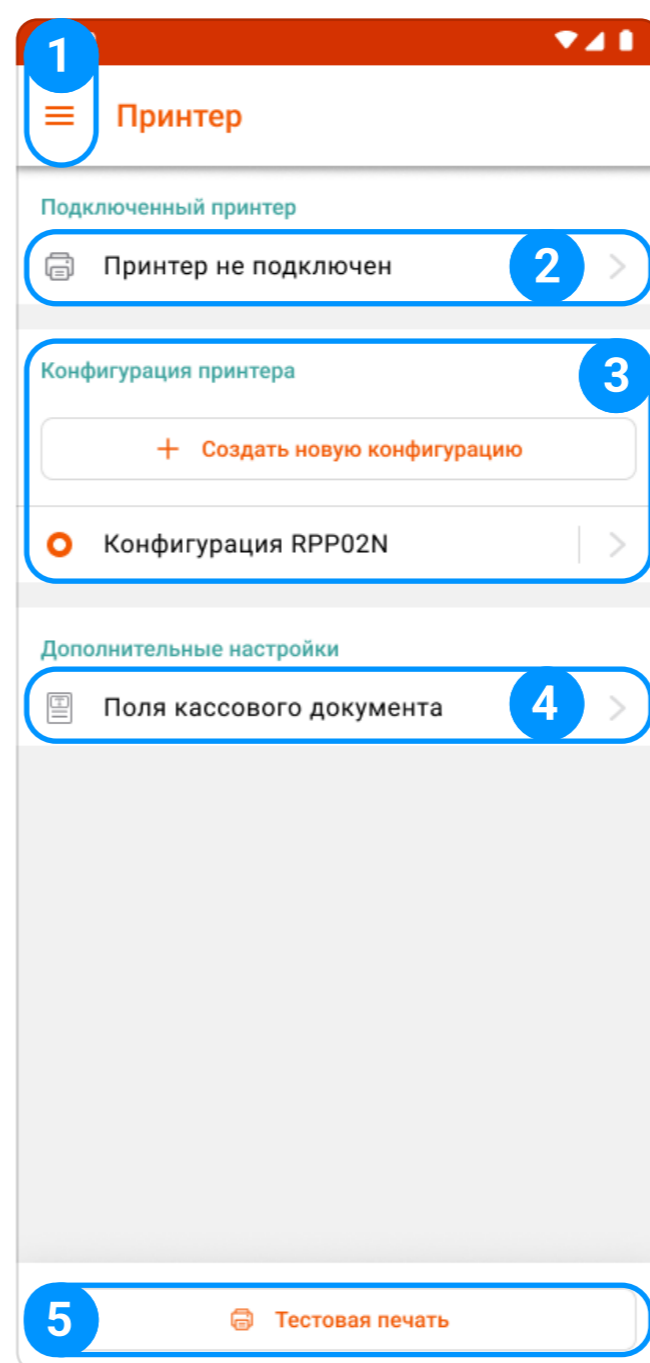 1
Принтер
Подключенный принтер
Принтер не подключен 2
Конфигурация принтера 3
+ Создать новую конфигурацию
Конфигурация RPP02N
Дополнительные настройки
Поля кассового документа 4
5 Тестовая печать